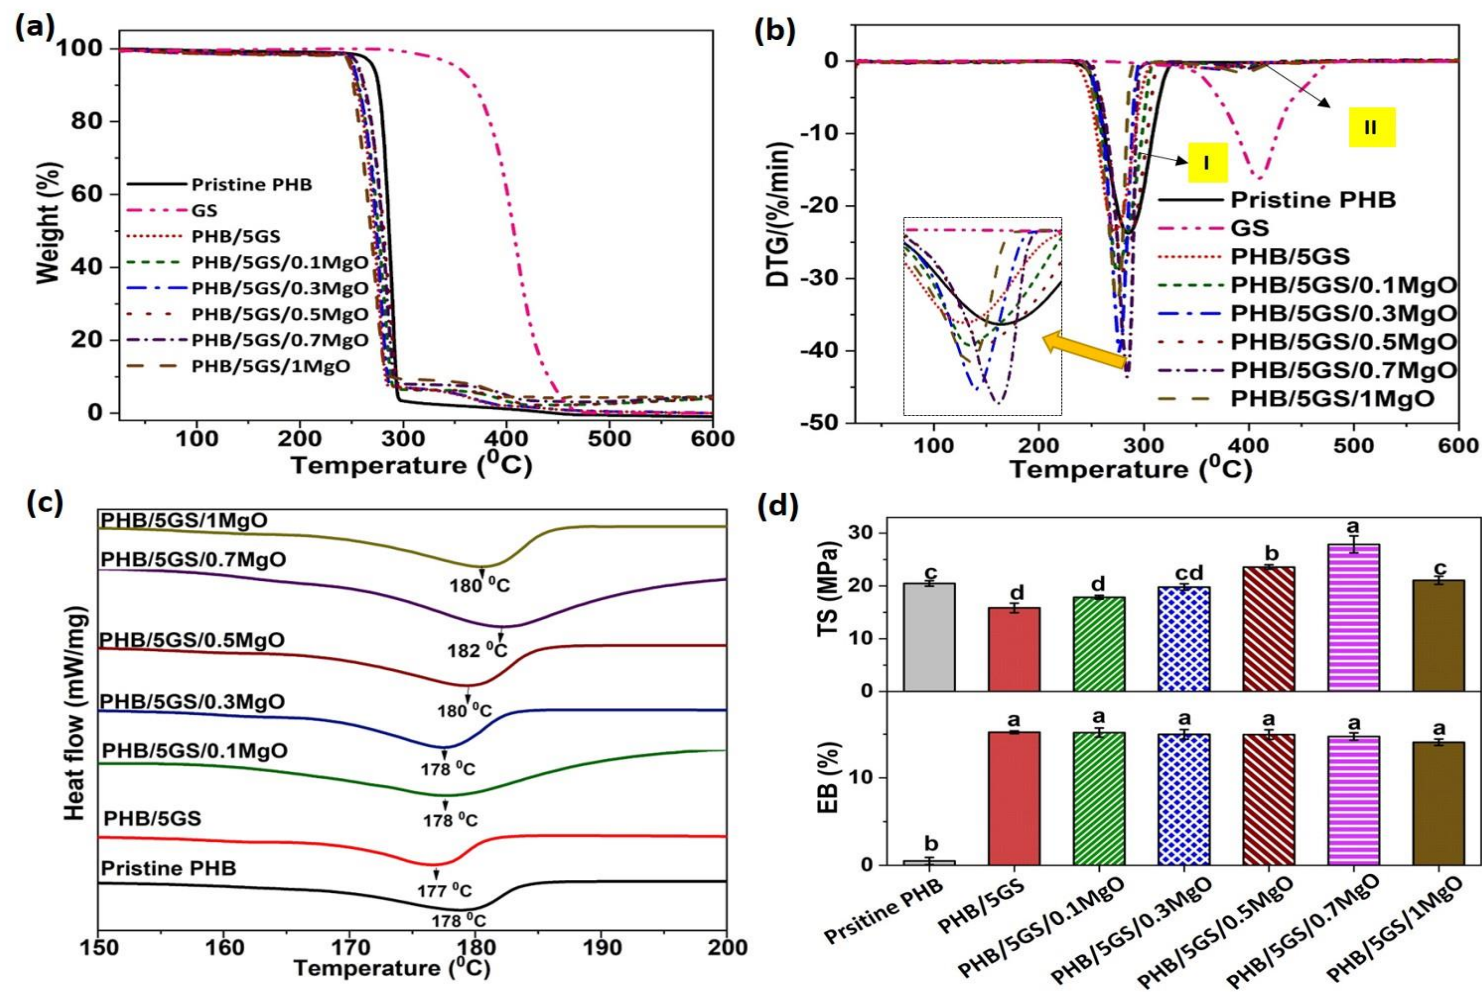 (a)
100
80
60
40
20
0
Weight (%)
Pristine PHB
GS
PHB/5GS
PHB/5GS/0.1MgO
PHB/5GS/0.3MgO
PHB/5GS/0.5MgO
PHB/5GS/0.7MgO
PHB/5GS/1MgO
100 200 300 400 500 600
Temperature (⁰C)
(b)
0
-10
-20
-30
-40
-50
DTG/(%/min)
II
I
Pristine PHB
GS
PHB/5GS
PHB/5GS/0.1MgO
PHB/5GS/0.3MgO
PHB/5GS/0.5MgO
PHB/5GS/0.7MgO
PHB/5GS/1MgO
100 200 300 400 500 600
Temperature (⁰C)
(c)
Heat flow (mW/mg)
PHB/5GS/1MgO
180 ⁰C
PHB/5GS/0.7MgO
182 ⁰C
PHB/5GS/0.5MgO
180 ⁰C
PHB/5GS/0.3MgO
178 ⁰C
PHB/5GS/0.1MgO
178 ⁰C
PHB/5GS
177 ⁰C
Pristine PHB
178 ⁰C
150 160 170 180 190 200
Temperature (⁰C)
(d)
30
20
10
0
TS (MPa)
c d d cd b a c
10
0
EB (%)
b a a a a a a
Prsitine PHB
PHB/5GS
PHB/5GS/0.1MgO
PHB/5GS/0.3MgO
PHB/5GS/0.5MgO
PHB/5GS/0.7MgO
PHB/5GS/1MgO